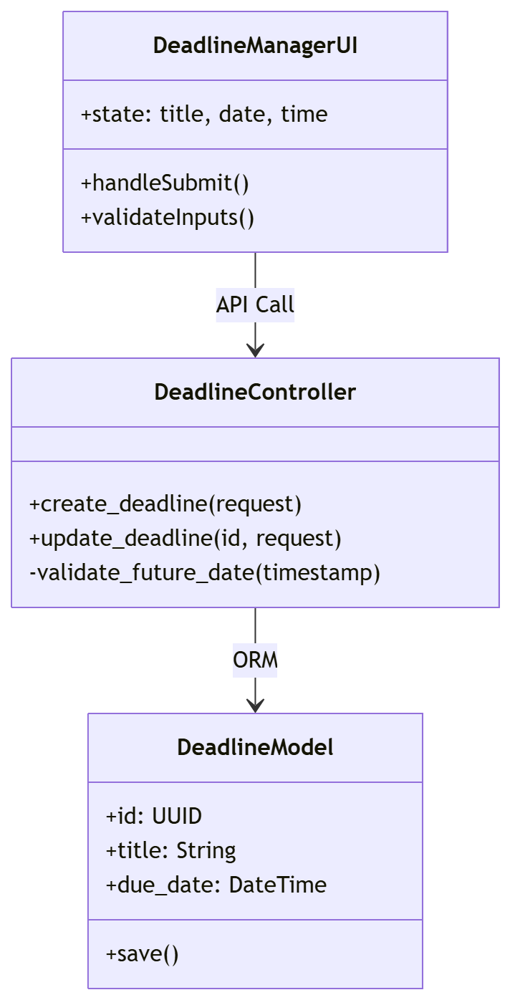 DeadlineManagerUI
+state: title, date, time
+handleSubmit()
+validateInputs()
API Call
DeadlineController
+create_deadline(request)
+update_deadline(id, request)
-validate_future_date(timestamp)
ORM
DeadlineModel
+id: UUID
+title: String
+due_date: DateTime
+save()